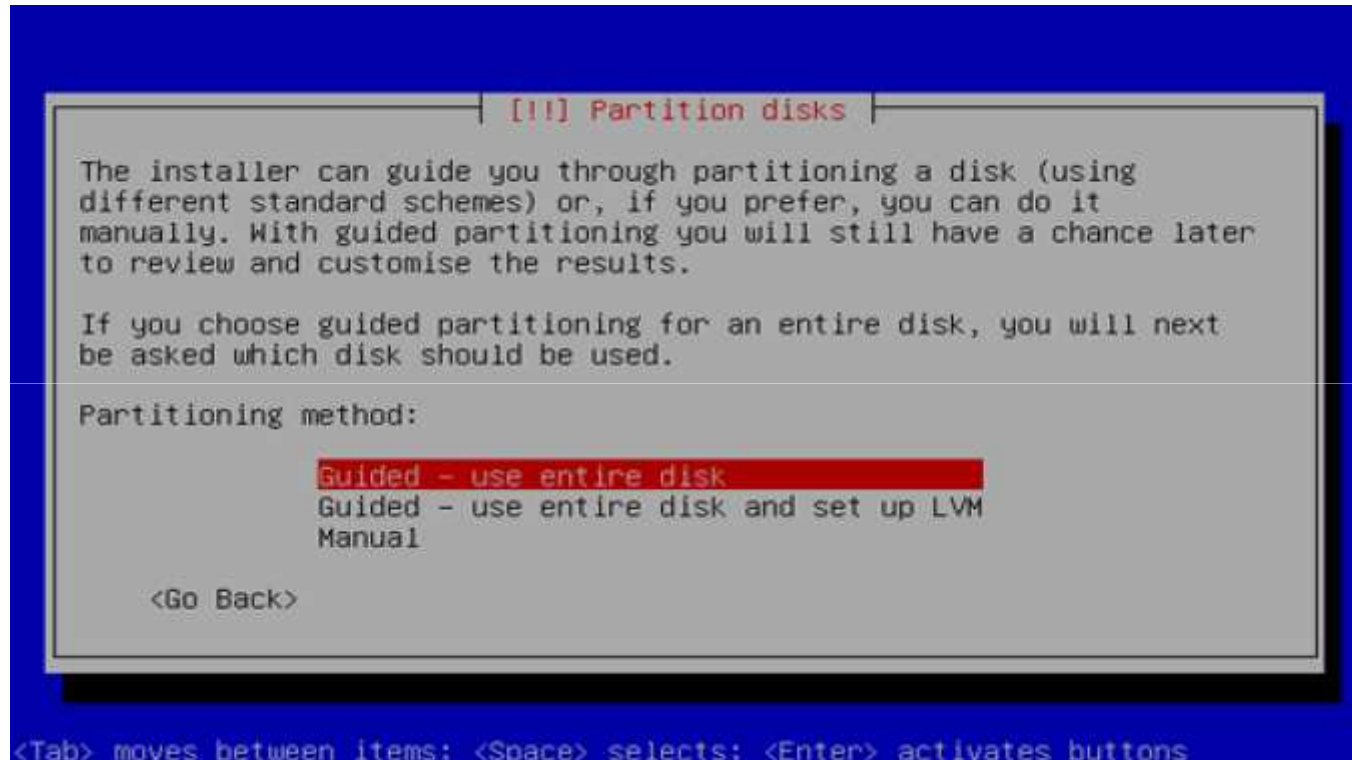 [!!] Partition disks
The installer can guide you through partitioning a disk (using
different standard schemes) or, if you prefer, you can do it
manually. With guided partitioning you will still have a chance later
to review and customise the results.
If you choose guided partitioning for an entire disk, you will next
be asked which disk should be used.
Partitioning method:
Guided - use entire disk
Guided - use entire disk and set up LVM
Manual
<Go Back>
<Tab> moves between items; <Space> selects; <Enter> activates buttons